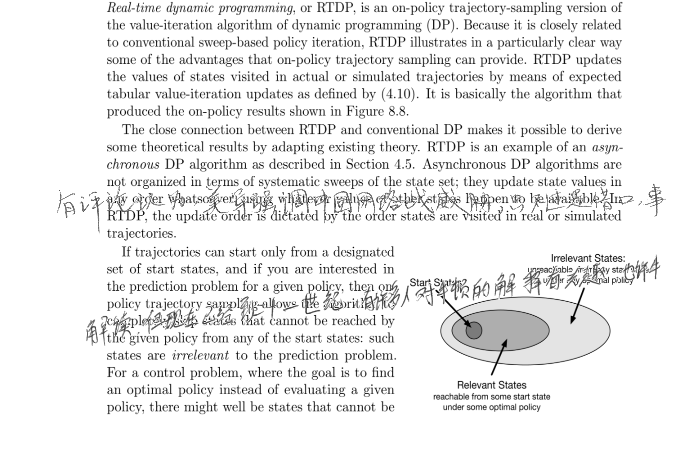 Real-time dynamic programming, or RTDP, is an on-policy trajectory-sampling version of
the value-iteration algorithm of dynamic programming (DP). Because it is closely related
to conventional sweep-based policy iteration, RTDP illustrates in a particularly clear way
some of the advantages that on-policy trajectory sampling can provide. RTDP updates
the values of states visited in actual or simulated trajectories by means of expected
tabular value-iteration updates as defined by (4.10). It is basically the algorithm that
produced the on-policy results shown in Figure 8.8.
The close connection between RTDP and conventional DP makes it possible to derive
some theoretical results by adapting existing theory. RTDP is an example of an asyn-
chronous DP algorithm as described in Section 4.5. Asynchronous DP algorithms are
not organized in terms of systematic sweeps of the state set; they update state values in
any order whatsoever, using whatever values of other states happen to be available. In
RTDP, the update order is dictated by the order states are visited in real or simulated
trajectories.
If trajectories can start only from a designated
set of start states, and if you are interested in
the prediction problem for a given policy, then on-
policy trajectory sampling allows the algorithm to
completely skip states that cannot be reached by
the given policy from any of the start states: such
states are irrelevant to the prediction problem.
For a control problem, where the goal is to find
an optimal policy instead of evaluating a given
policy, there might well be states that cannot be
Irrelevant States:
unreachable from any start state
under any optimal policy
Start States
Relevant States
reachable from some start state
under some optimal policy